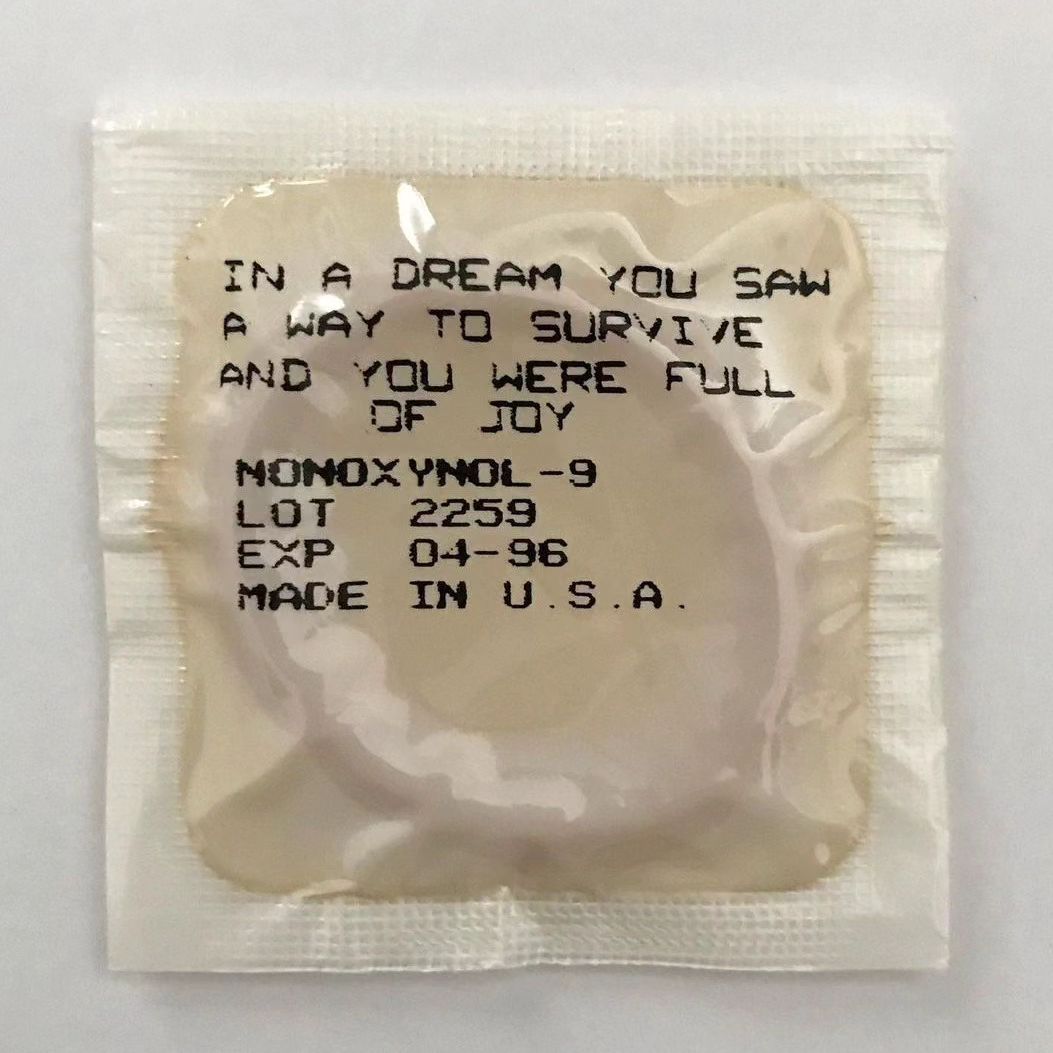 IN A DREAM YOU SAW
A WAY TO SURVIVE
AND YOU WERE FULL
OF JOY
NONOXYNOL-9
LOT 2259
EXP 04-96
MADE IN U.S.A.